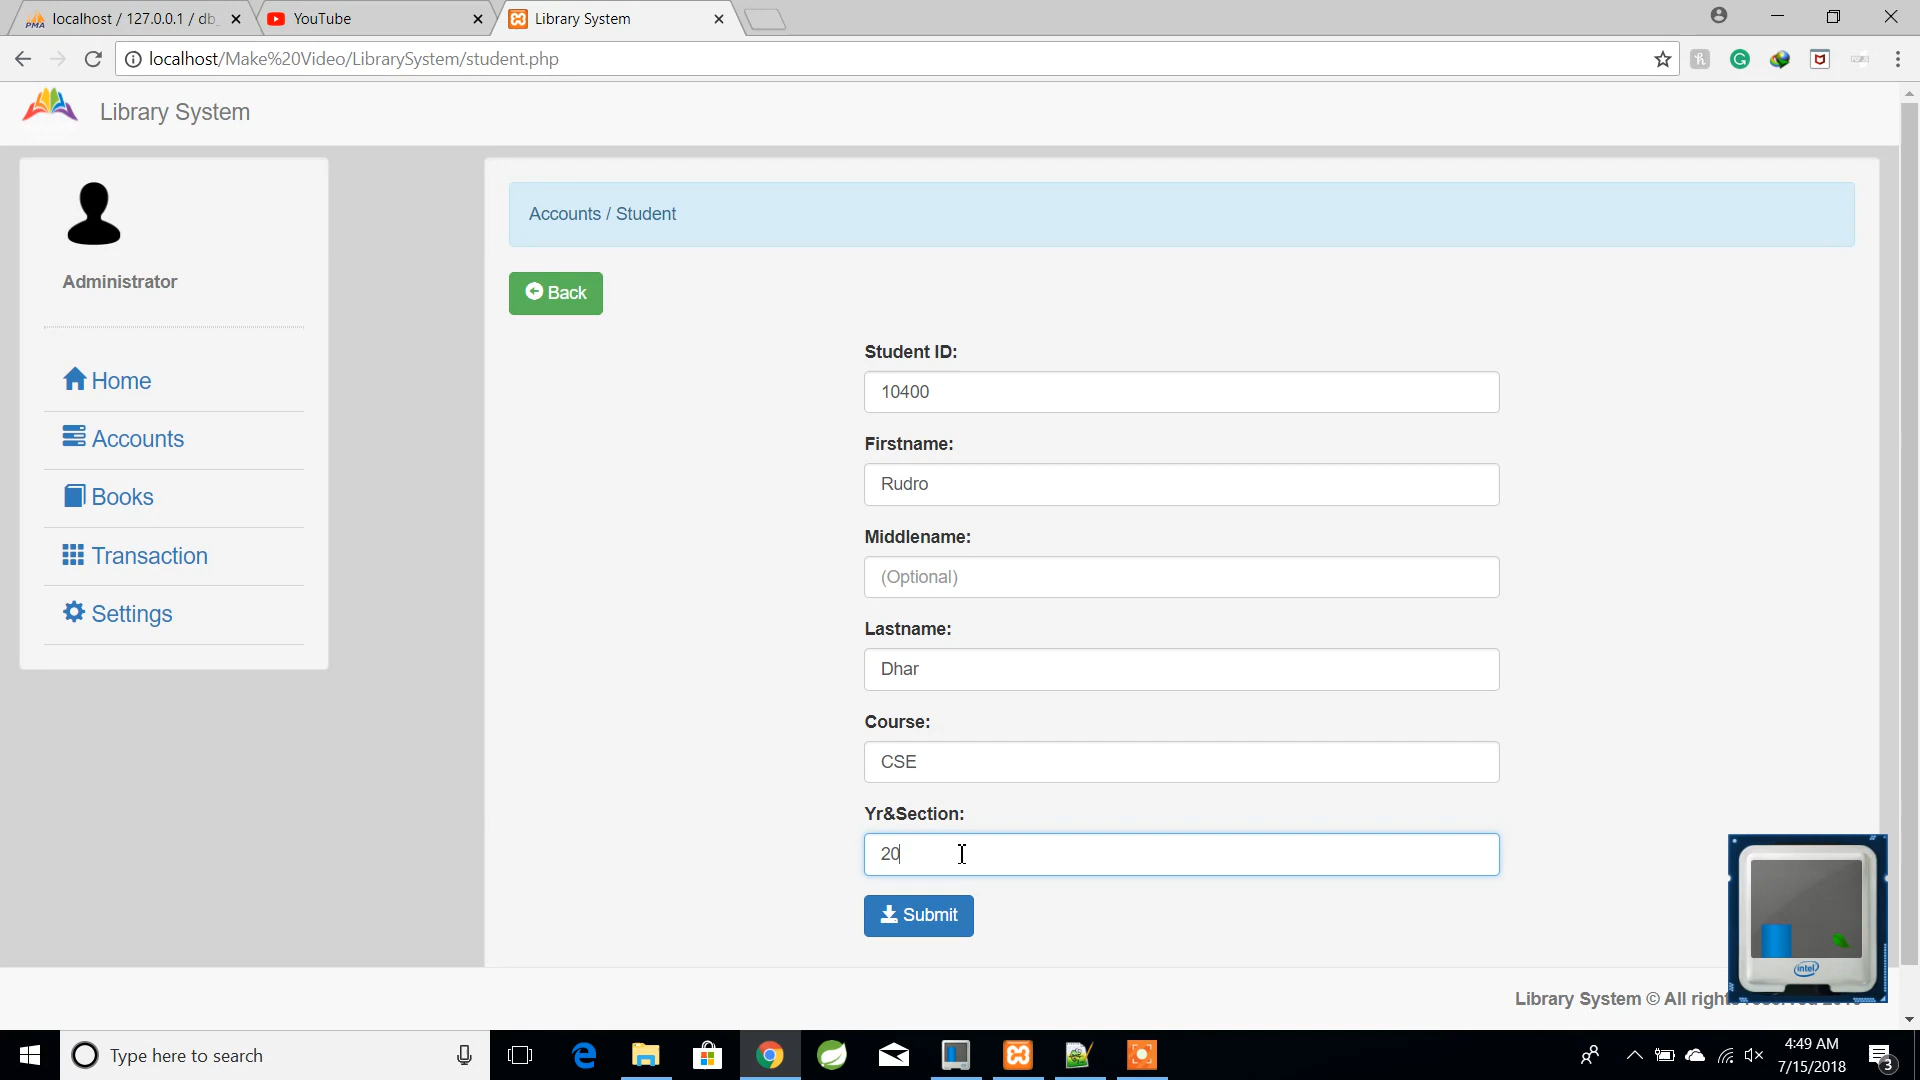 localhost / 127.0.0.1 / db_
YouTube
Library System
localhost/Make%20Video/LibrarySystem/student.php
Library System
Administrator
Home
Accounts
Books
Transaction
Settings
Accounts / Student
Back
Student ID:
10400
Firstname:
Rudro
Middlename:
(Optional)
Lastname:
Dhar
Course:
CSE
Yr&Section:
20
Submit
intel
Library System © All rights
Type here to search
4:49 AM
7/15/2018
3